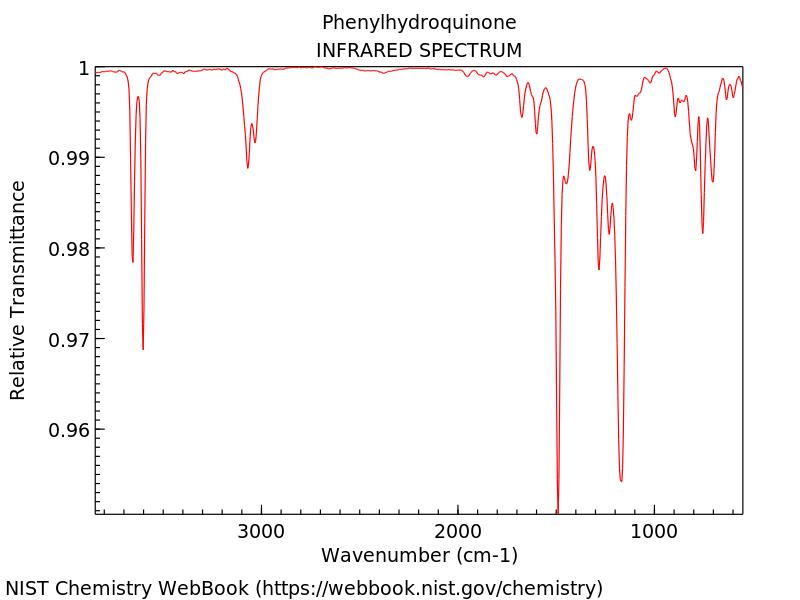 Phenylhydroquinone
INFRARED SPECTRUM
1
0.99
0.98
0.97
0.96
Relative Transmittance
3000
2000
1000
Wavenumber (cm-1)
NIST Chemistry WebBook (https://webbook.nist.gov/chemistry)